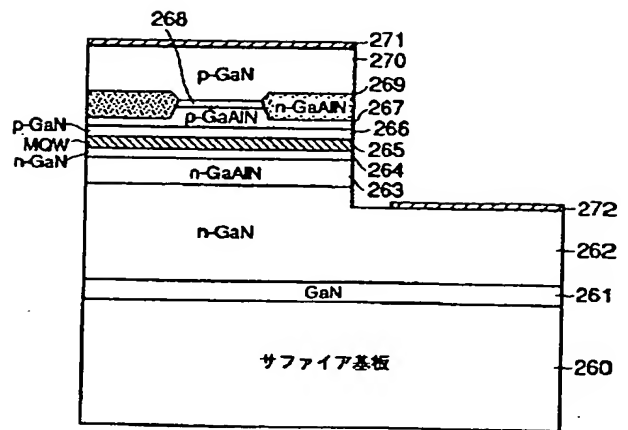 268
271
270
p-GaN
269
n-GaAlN
267
p-GaAlN
266
p-GaN
MQW
265
n-GaN
264
n-GaAlN
263
272
n-GaN
262
GaN
261
サファイア基板
260